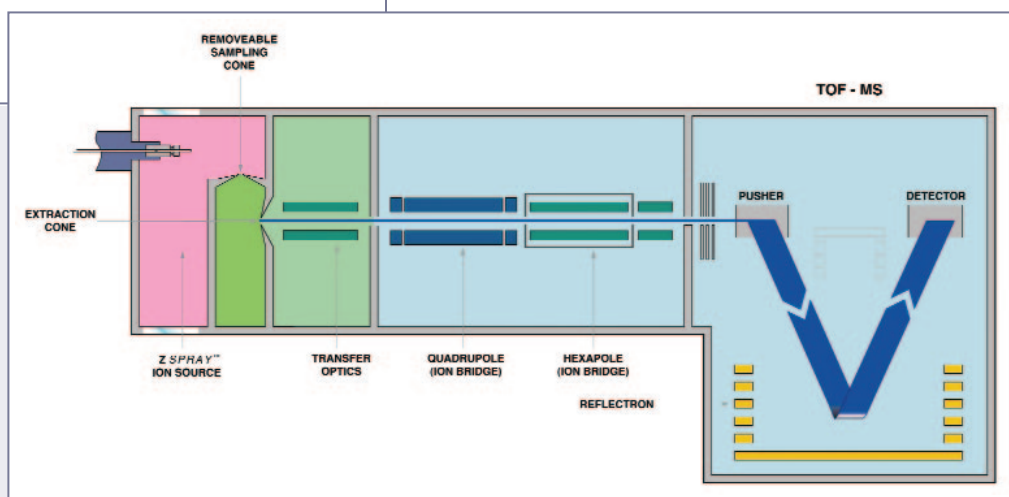 REMOVEABLE
SAMPLING
CONE
TOF - MS
PUSHER
DETECTOR
EXTRACTION
CONE
Z SPRAY™
ION SOURCE
TRANSFER
OPTICS
QUADRUPOLE
(ION BRIDGE)
HEXAPOLE
(ION BRIDGE)
REFLECTRON